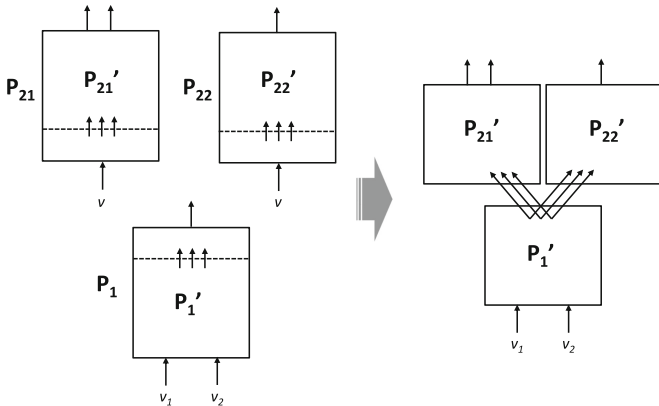 P21 P21′
v
P22 P22′
v
P1 P1′
v1 v2
P21′ P22′
P1′
v1 v2